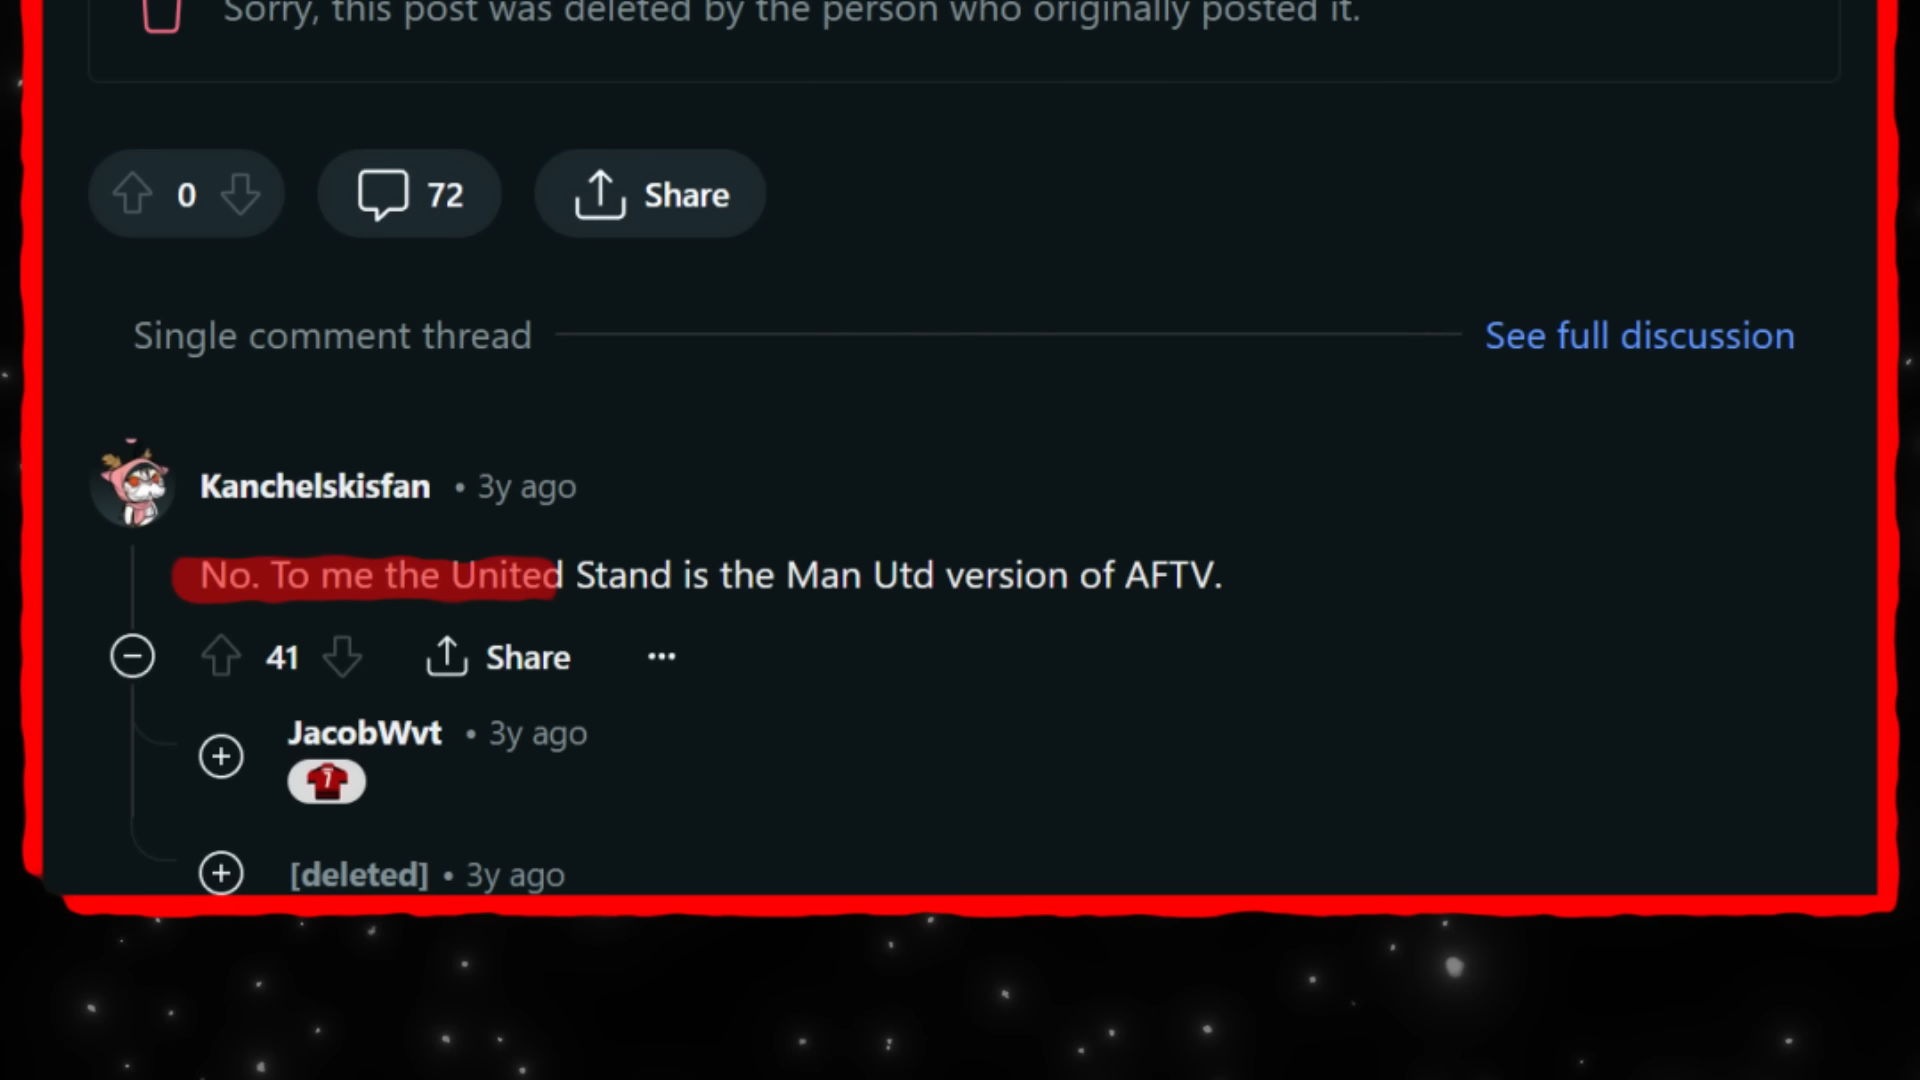 Sorry, this post was deleted by the person who originally posted it.
0
72
Share
Single comment thread
See full discussion
Kanchelskisfan • 3y ago
No. To me the United Stand is the Man Utd version of AFTV.
41
Share
...
JacobWvt • 3y ago
7
[deleted] • 3y ago